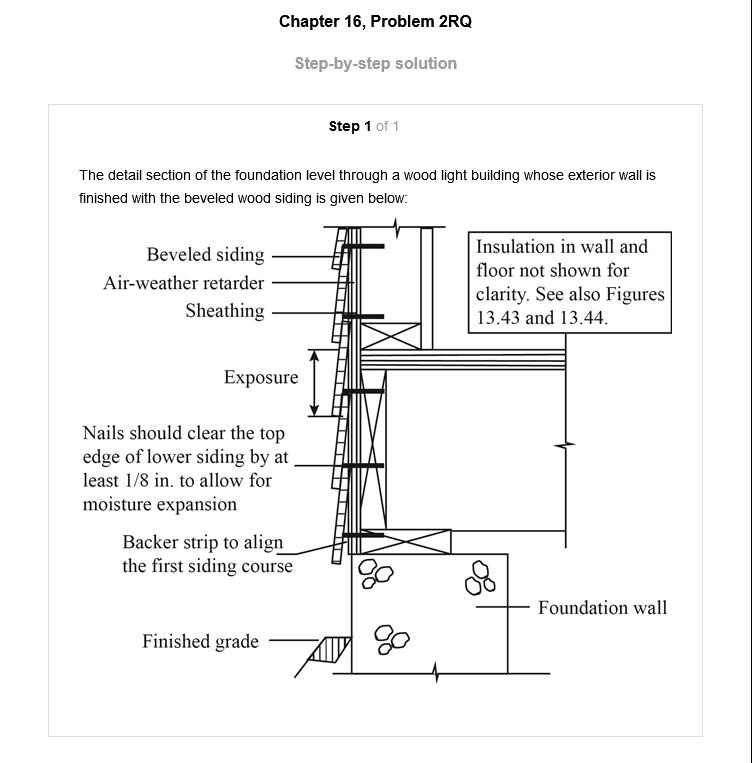 Chapter 16, Problem 2RQ
Step-by-step solution
Step 1 of 1
The detail section of the foundation level through a wood light building whose exterior wall is
finished with the beveled wood siding is given below:
Beveled siding
Air-weather retarder
Sheathing
Insulation in wall and
floor not shown for
clarity. See also Figures
13.43 and 13.44.
Exposure
Nails should clear the top
edge of lower siding by at
least 1/8 in. to allow for
moisture expansion
Backer strip to align
the first siding course
Foundation wall
Finished grade